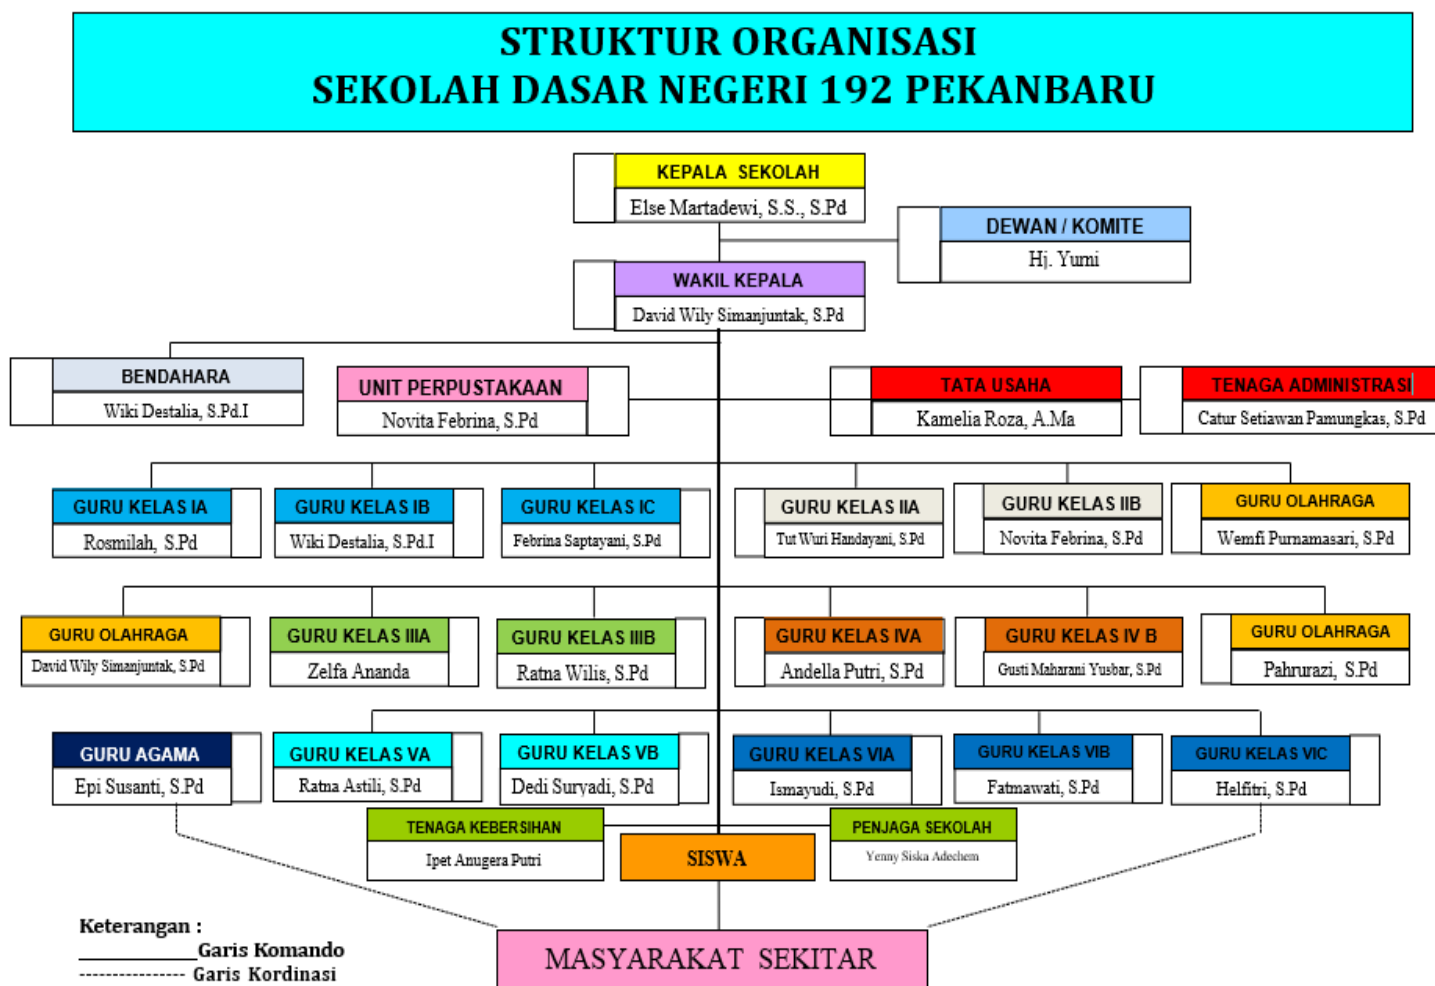 STRUKTUR ORGANISASI
SEKOLAH DASAR NEGERI 192 PEKANBARU
KEPALA SEKOLAH
Else Martadewi, S.S., S.Pd
DEWAN / KOMITE
Hj. Yurni
WAKIL KEPALA
David Wily Simanjuntak, S.Pd
BENDAHARA
Wiki Destalia, S.Pd.I
UNIT PERPUSTAKAAN
Novita Febrina, S.Pd
TATA USAHA
Kamelia Roza, A.Ma
TENAGA ADMINISTRASI
Catur Setiawan Pamungkas, S.Pd
GURU KELAS IA
Rosmilah, S.Pd
GURU KELAS IB
Wiki Destalia, S.Pd.I
GURU KELAS IC
Febrina Saptayani, S.Pd
GURU KELAS IIA
Tut Wuri Handayani, S.Pd
GURU KELAS IIB
Novita Febrina, S.Pd
GURU OLAHRAGA
Wemfi Purnamasari, S.Pd
GURU OLAHRAGA
David Wily Simanjuntak, S.Pd
GURU KELAS IIIA
Zelfa Ananda
GURU KELAS IIIB
Ratna Wilis, S.Pd
GURU KELAS IVA
Andella Putri, S.Pd
GURU KELAS IV B
Gusti Maharani Yusbar, S.Pd
GURU OLAHRAGA
Pahrurazi, S.Pd
GURU AGAMA
Epi Susanti, S.Pd
GURU KELAS VA
Ratna Astili, S.Pd
GURU KELAS VB
Dedi Suryadi, S.Pd
GURU KELAS VIA
Ismayudi, S.Pd
GURU KELAS VIB
Fatmawati, S.Pd
GURU KELAS VIC
Helfitri, S.Pd
TENAGA KEBERSIHAN
Ipet Anugera Putri
SISWA
PENJAGA SEKOLAH
Yenny Siska Adechem
Keterangan :
Garis Komando
Garis Kordinasi
MASYARAKAT SEKITAR